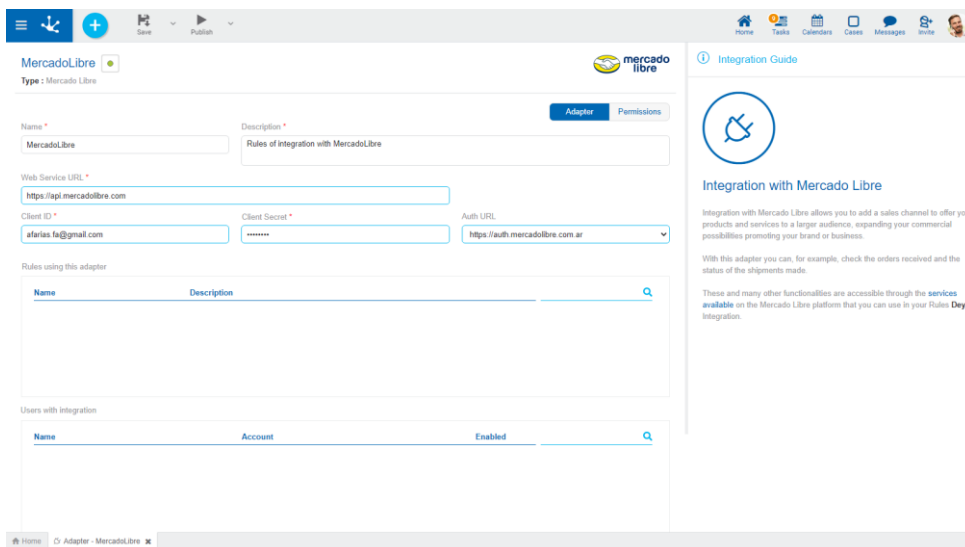 Save
Publish
Home
6
Tasks
Calendars
Cases
Messages
Invite
MercadoLibre
Type : Mercado Libre
mercado
libre
Adapter
Permissions
Name *
Description *
MercadoLibre
Rules of integration with MercadoLibre
Web Service URL *
https://api.mercadolibre.com
Client ID *
Client Secret *
Auth URL
afarias.fa@gmail.com
••••••••
https://auth.mercadolibre.com.ar
Rules using this adapter
Name
Description
Users with integration
Name
Account
Enabled
Integration Guide
Integration with Mercado Libre
Integration with Mercado Libre allows you to add a sales channel to offer yo
products and services to a larger audience, expanding your commercial
possibilities promoting your brand or business.
With this adapter you can, for example, check the orders received and the
status of the shipments made.
These and many other functionalities are accessible through the services
available on the Mercado Libre platform that you can use in your Rules Dey
Integration.
Home
Adapter - MercadoLibre